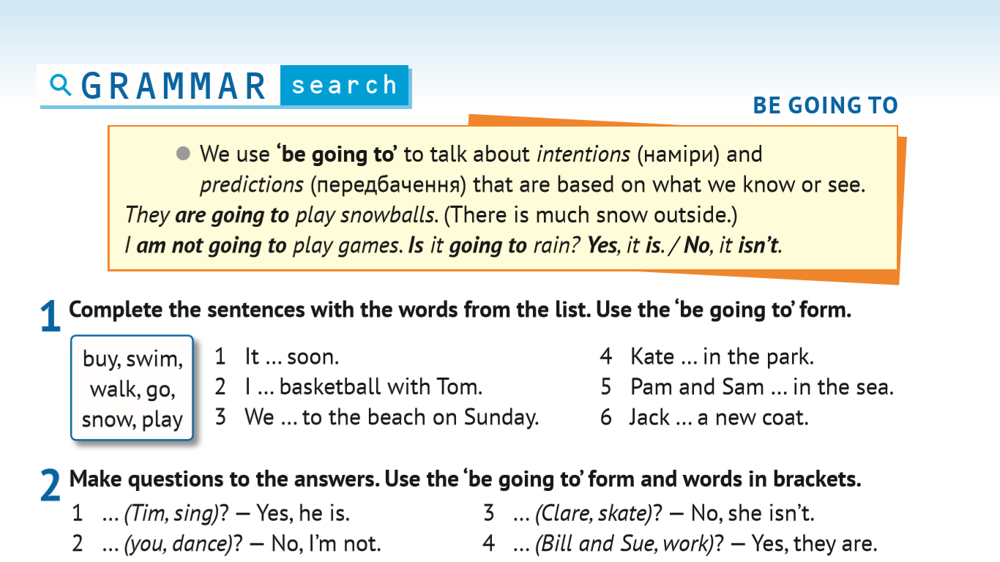 GRAMMAR search
BE GOING TO
We use ‘be going to’ to talk about intentions (наміри) and
predictions (передбачення) that are based on what we know or see.
They are going to play snowballs. (There is much snow outside.)
I am not going to play games. Is it going to rain? Yes, it is. / No, it isn’t.
1 Complete the sentences with the words from the list. Use the ‘be going to’ form.
buy, swim,
walk, go,
snow, play
1 It ... soon.
2 I ... basketball with Tom.
3 We ... to the beach on Sunday.
4 Kate ... in the park.
5 Pam and Sam ... in the sea.
6 Jack ... a new coat.
2 Make questions to the answers. Use the ‘be going to’ form and words in brackets.
1 ... (Tim, sing)? — Yes, he is.
2 ... (you, dance)? — No, I’m not.
3 ... (Clare, skate)? — No, she isn’t.
4 ... (Bill and Sue, work)? — Yes, they are.